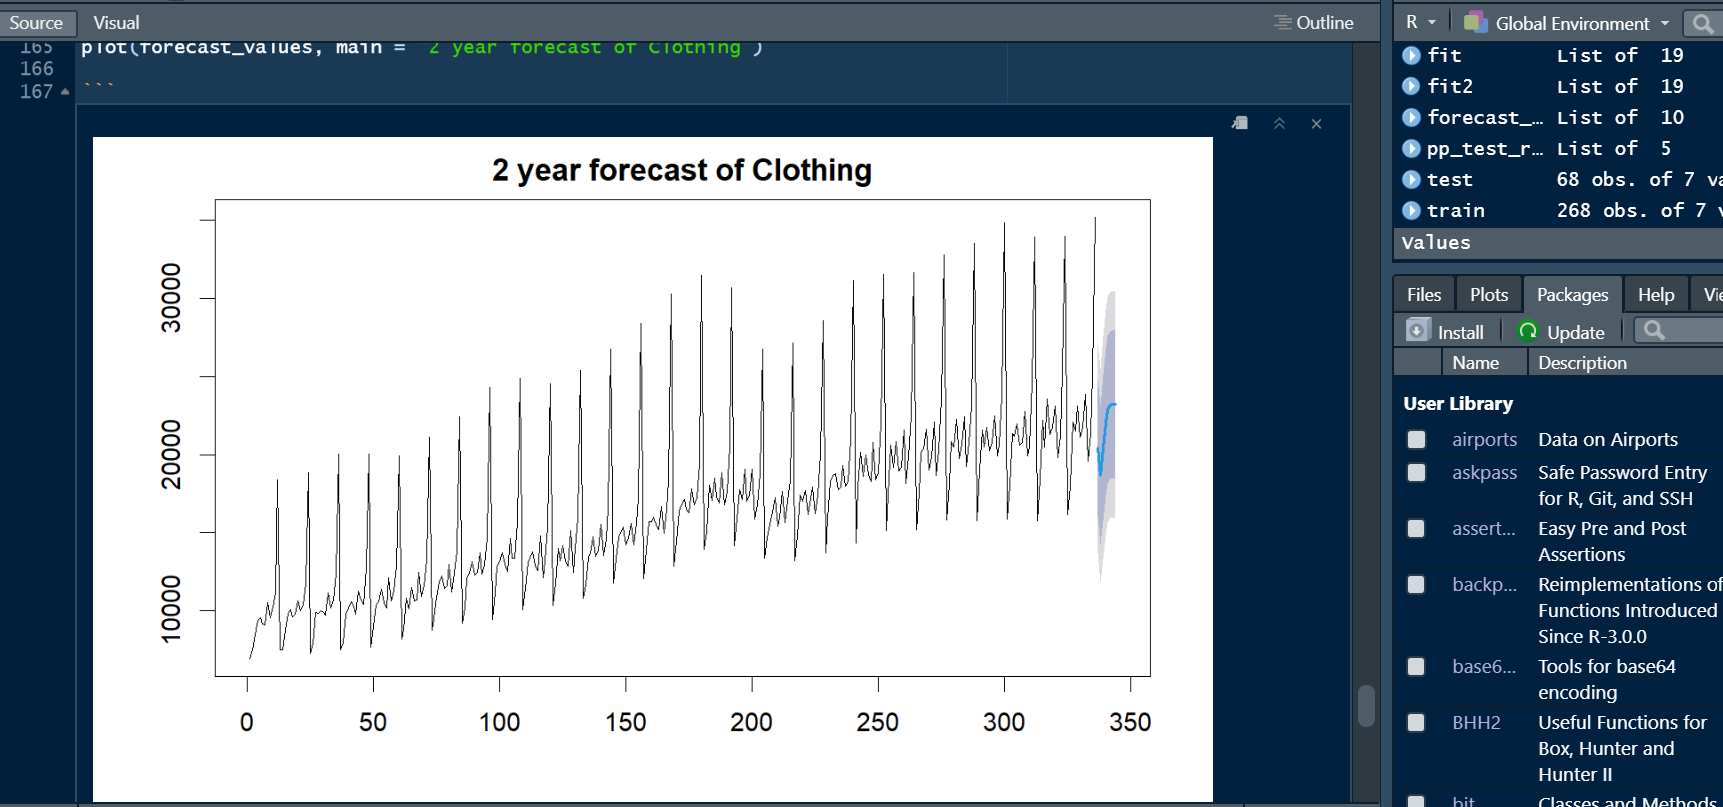 Source Visual Outline
165 plot(forecast_values, main = "2 year forecast of Clothing")
166
167 ```
2 year forecast of Clothing
30000
20000
10000
0 50 100 150 200 250 300 350
R Global Environment
fit List of 19
fit2 List of 19
forecast_… List of 10
pp_test_r… List of 5
test 68 obs. of 7 va
train 268 obs. of 7 v
Values
Files Plots Packages Help Vie
Install Update
Name Description
User Library
airports Data on Airports
askpass Safe Password Entry
for R, Git, and SSH
assert… Easy Pre and Post
Assertions
backp… Reimplementations of
Functions Introduced
Since R-3.0.0
base6… Tools for base64
encoding
BHH2 Useful Functions for
Box, Hunter and
Hunter II
bit Classes and Methods